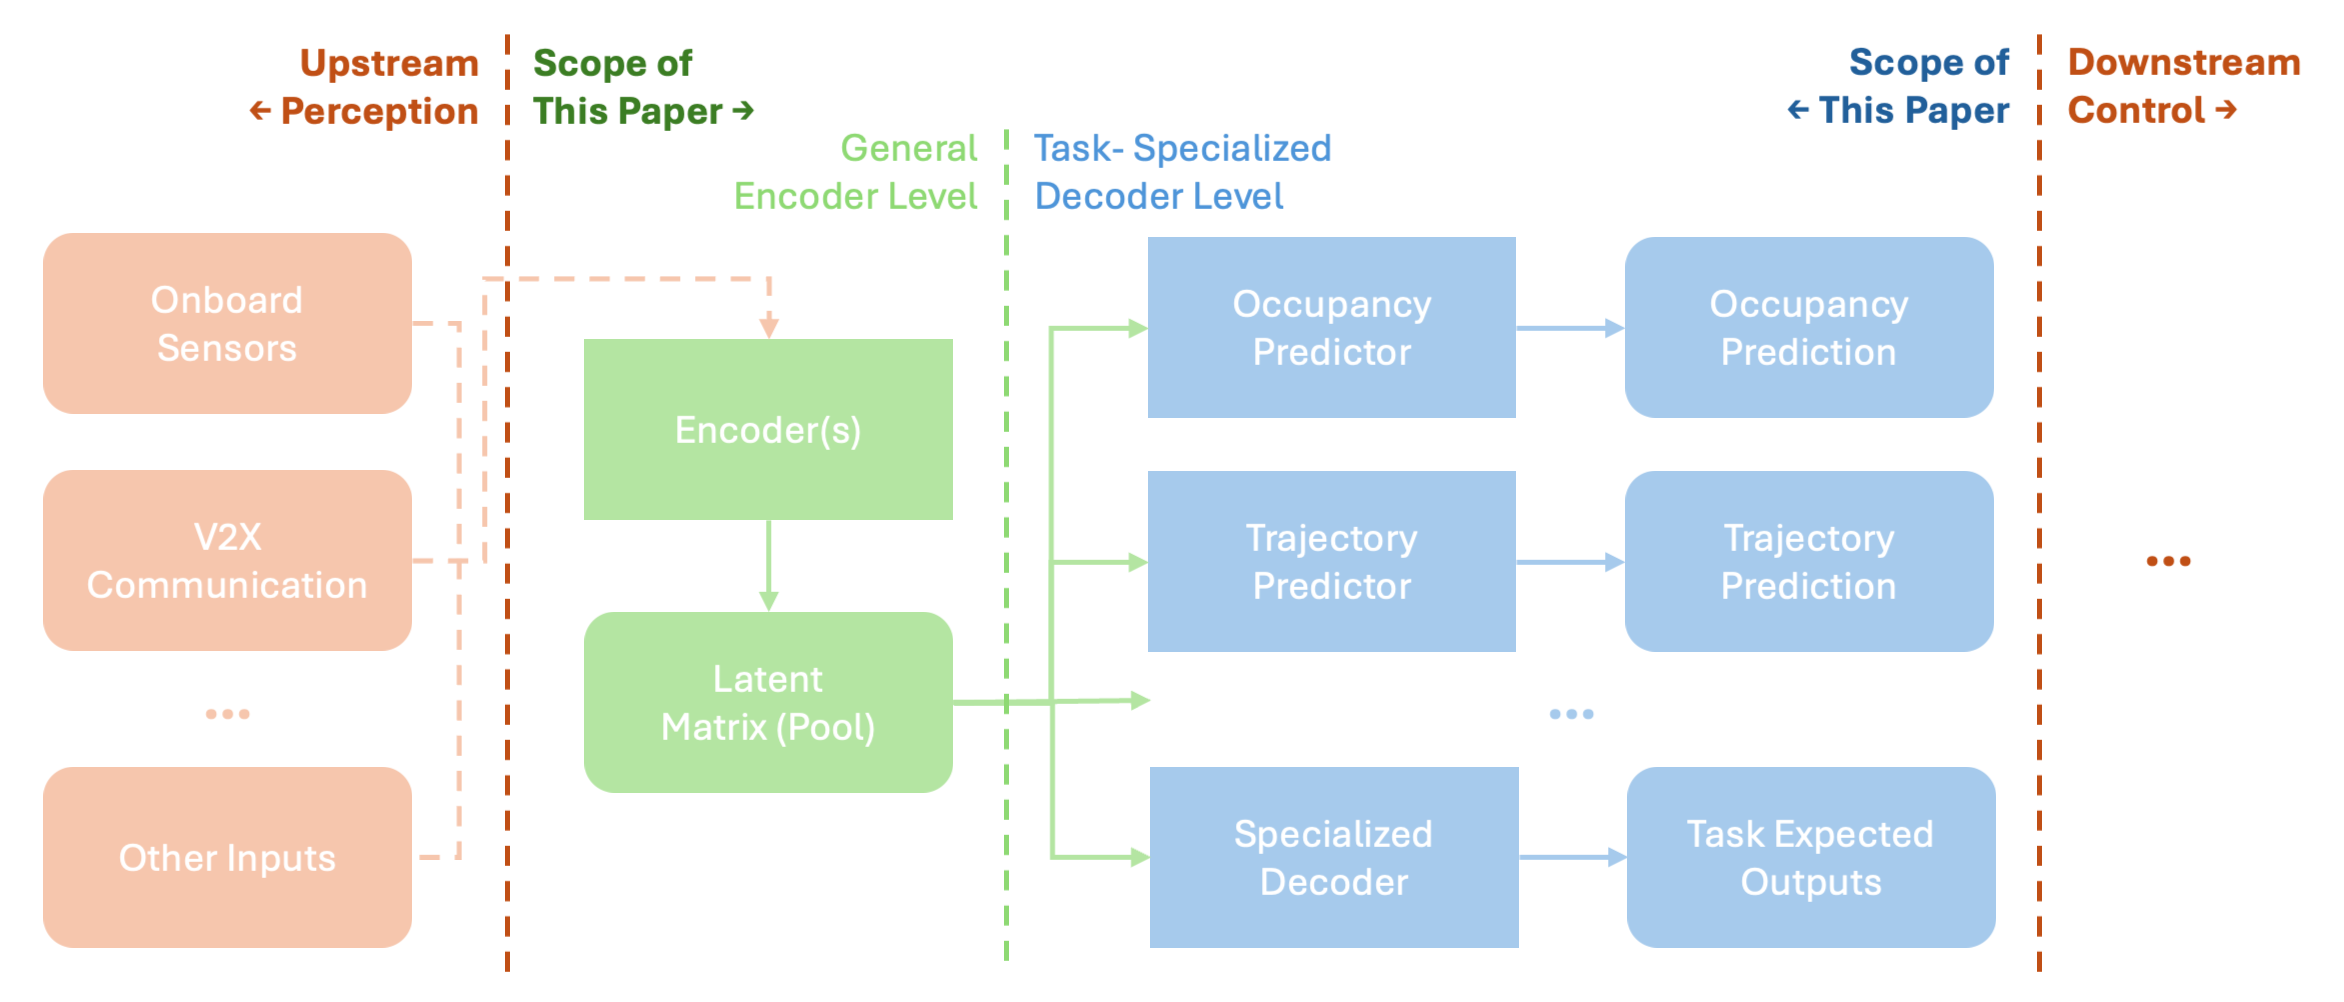 Upstream
← Perception
Scope of
This Paper →
General
Encoder Level
Task- Specialized
Decoder Level
Scope of
← This Paper
Downstream
Control →
Onboard
Sensors
V2X
Communication
...
Other Inputs
Encoder(s)
Latent
Matrix (Pool)
Occupancy
Predictor
Occupancy
Prediction
Trajectory
Predictor
Trajectory
Prediction
...
Specialized
Decoder
Task Expected
Outputs
...